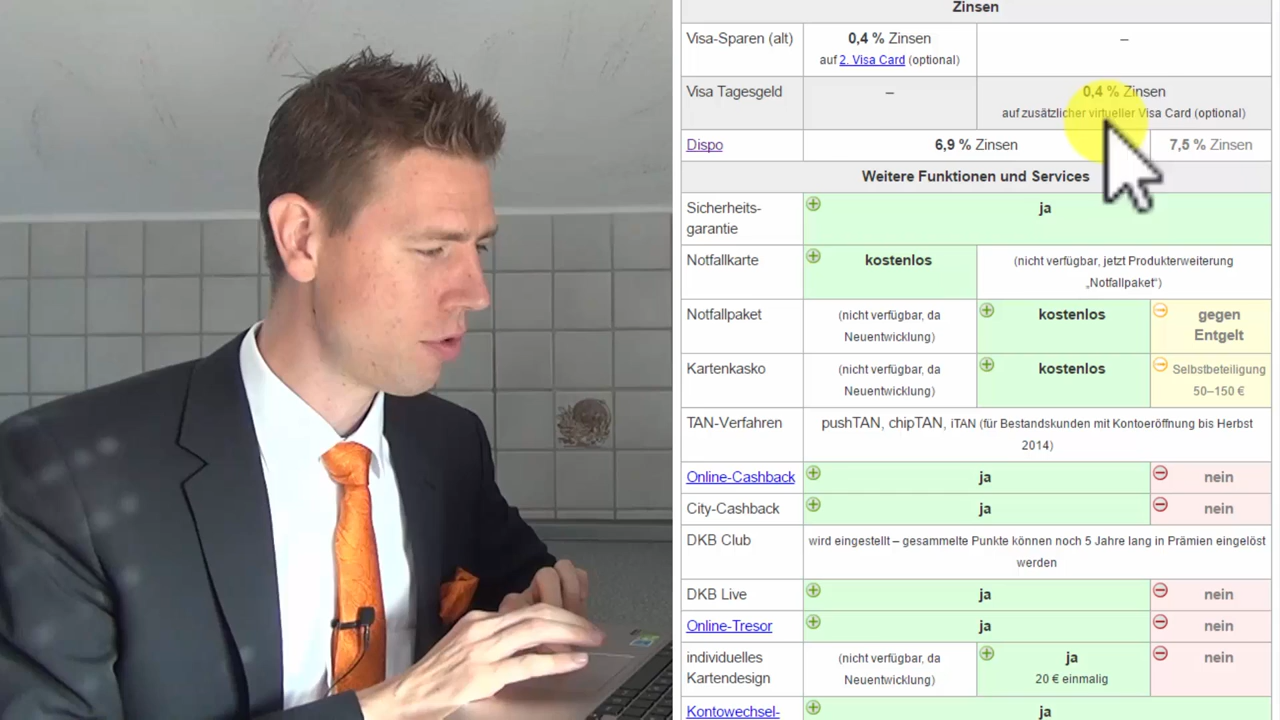 Zinsen
Visa-Sparen (alt)
0,4 % Zinsen
auf 2. Visa Card (optional)
–
Visa Tagesgeld
–
0,4 % Zinsen
auf zusätzlicher virtueller Visa Card (optional)
Dispo
6,9 % Zinsen
7,5 % Zinsen
Weitere Funktionen und Services
Sicherheits-
garantie
ja
Notfallkarte
kostenlos
(nicht verfügbar, jetzt Produkterweiterung
„Notfallpaket“)
Notfallpaket
(nicht verfügbar, da
Neuentwicklung)
kostenlos
gegen
Entgelt
Kartenkasko
(nicht verfügbar, da
Neuentwicklung)
kostenlos
Selbstbeteiligung
50–150 €
TAN-Verfahren
pushTAN, chipTAN, iTAN (für Bestandskunden mit Kontoeröffnung bis Herbst
2014)
Online-Cashback
ja
nein
City-Cashback
ja
nein
DKB Club
wird eingestellt – gesammelte Punkte können noch 5 Jahre lang in Prämien eingelöst
werden
DKB Live
ja
nein
Online-Tresor
ja
nein
individuelles
Kartendesign
(nicht verfügbar, da
Neuentwicklung)
ja
20 € einmalig
nein
Kontowechsel-
ja